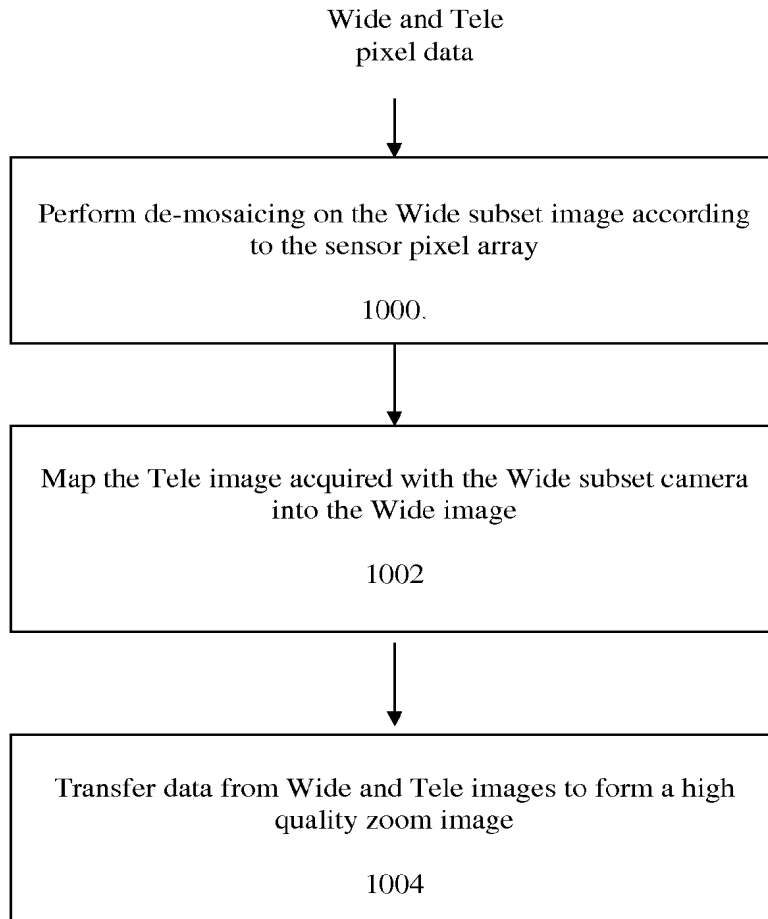 Wide and Tele
pixel data
Perform de-mosaicing on the Wide subset image according
to the sensor pixel array
1000.
Map the Tele image acquired with the Wide subset camera
into the Wide image
1002
Transfer data from Wide and Tele images to form a high
quality zoom image
1004